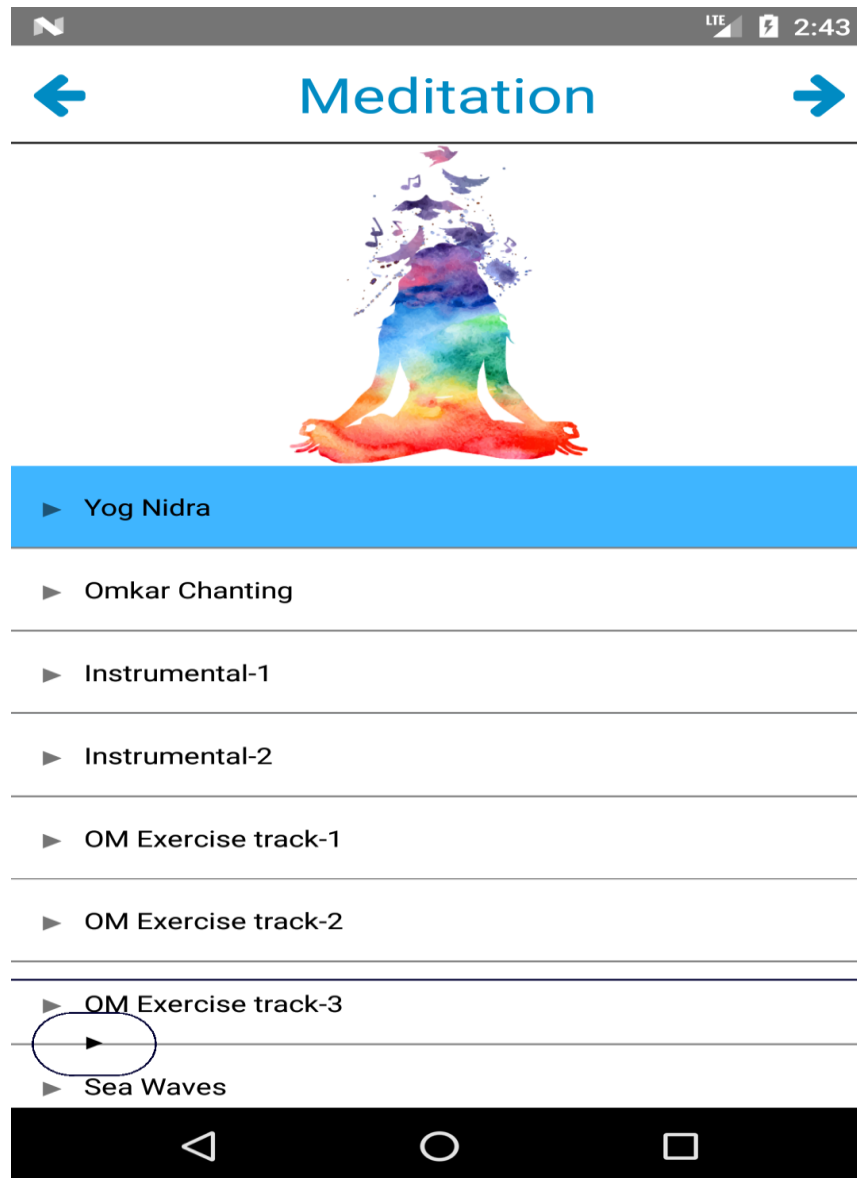 LTE 2:43
Meditation
Yog Nidra
Omkar Chanting
Instrumental-1
Instrumental-2
OM Exercise track-1
OM Exercise track-2
OM Exercise track-3
Sea Waves